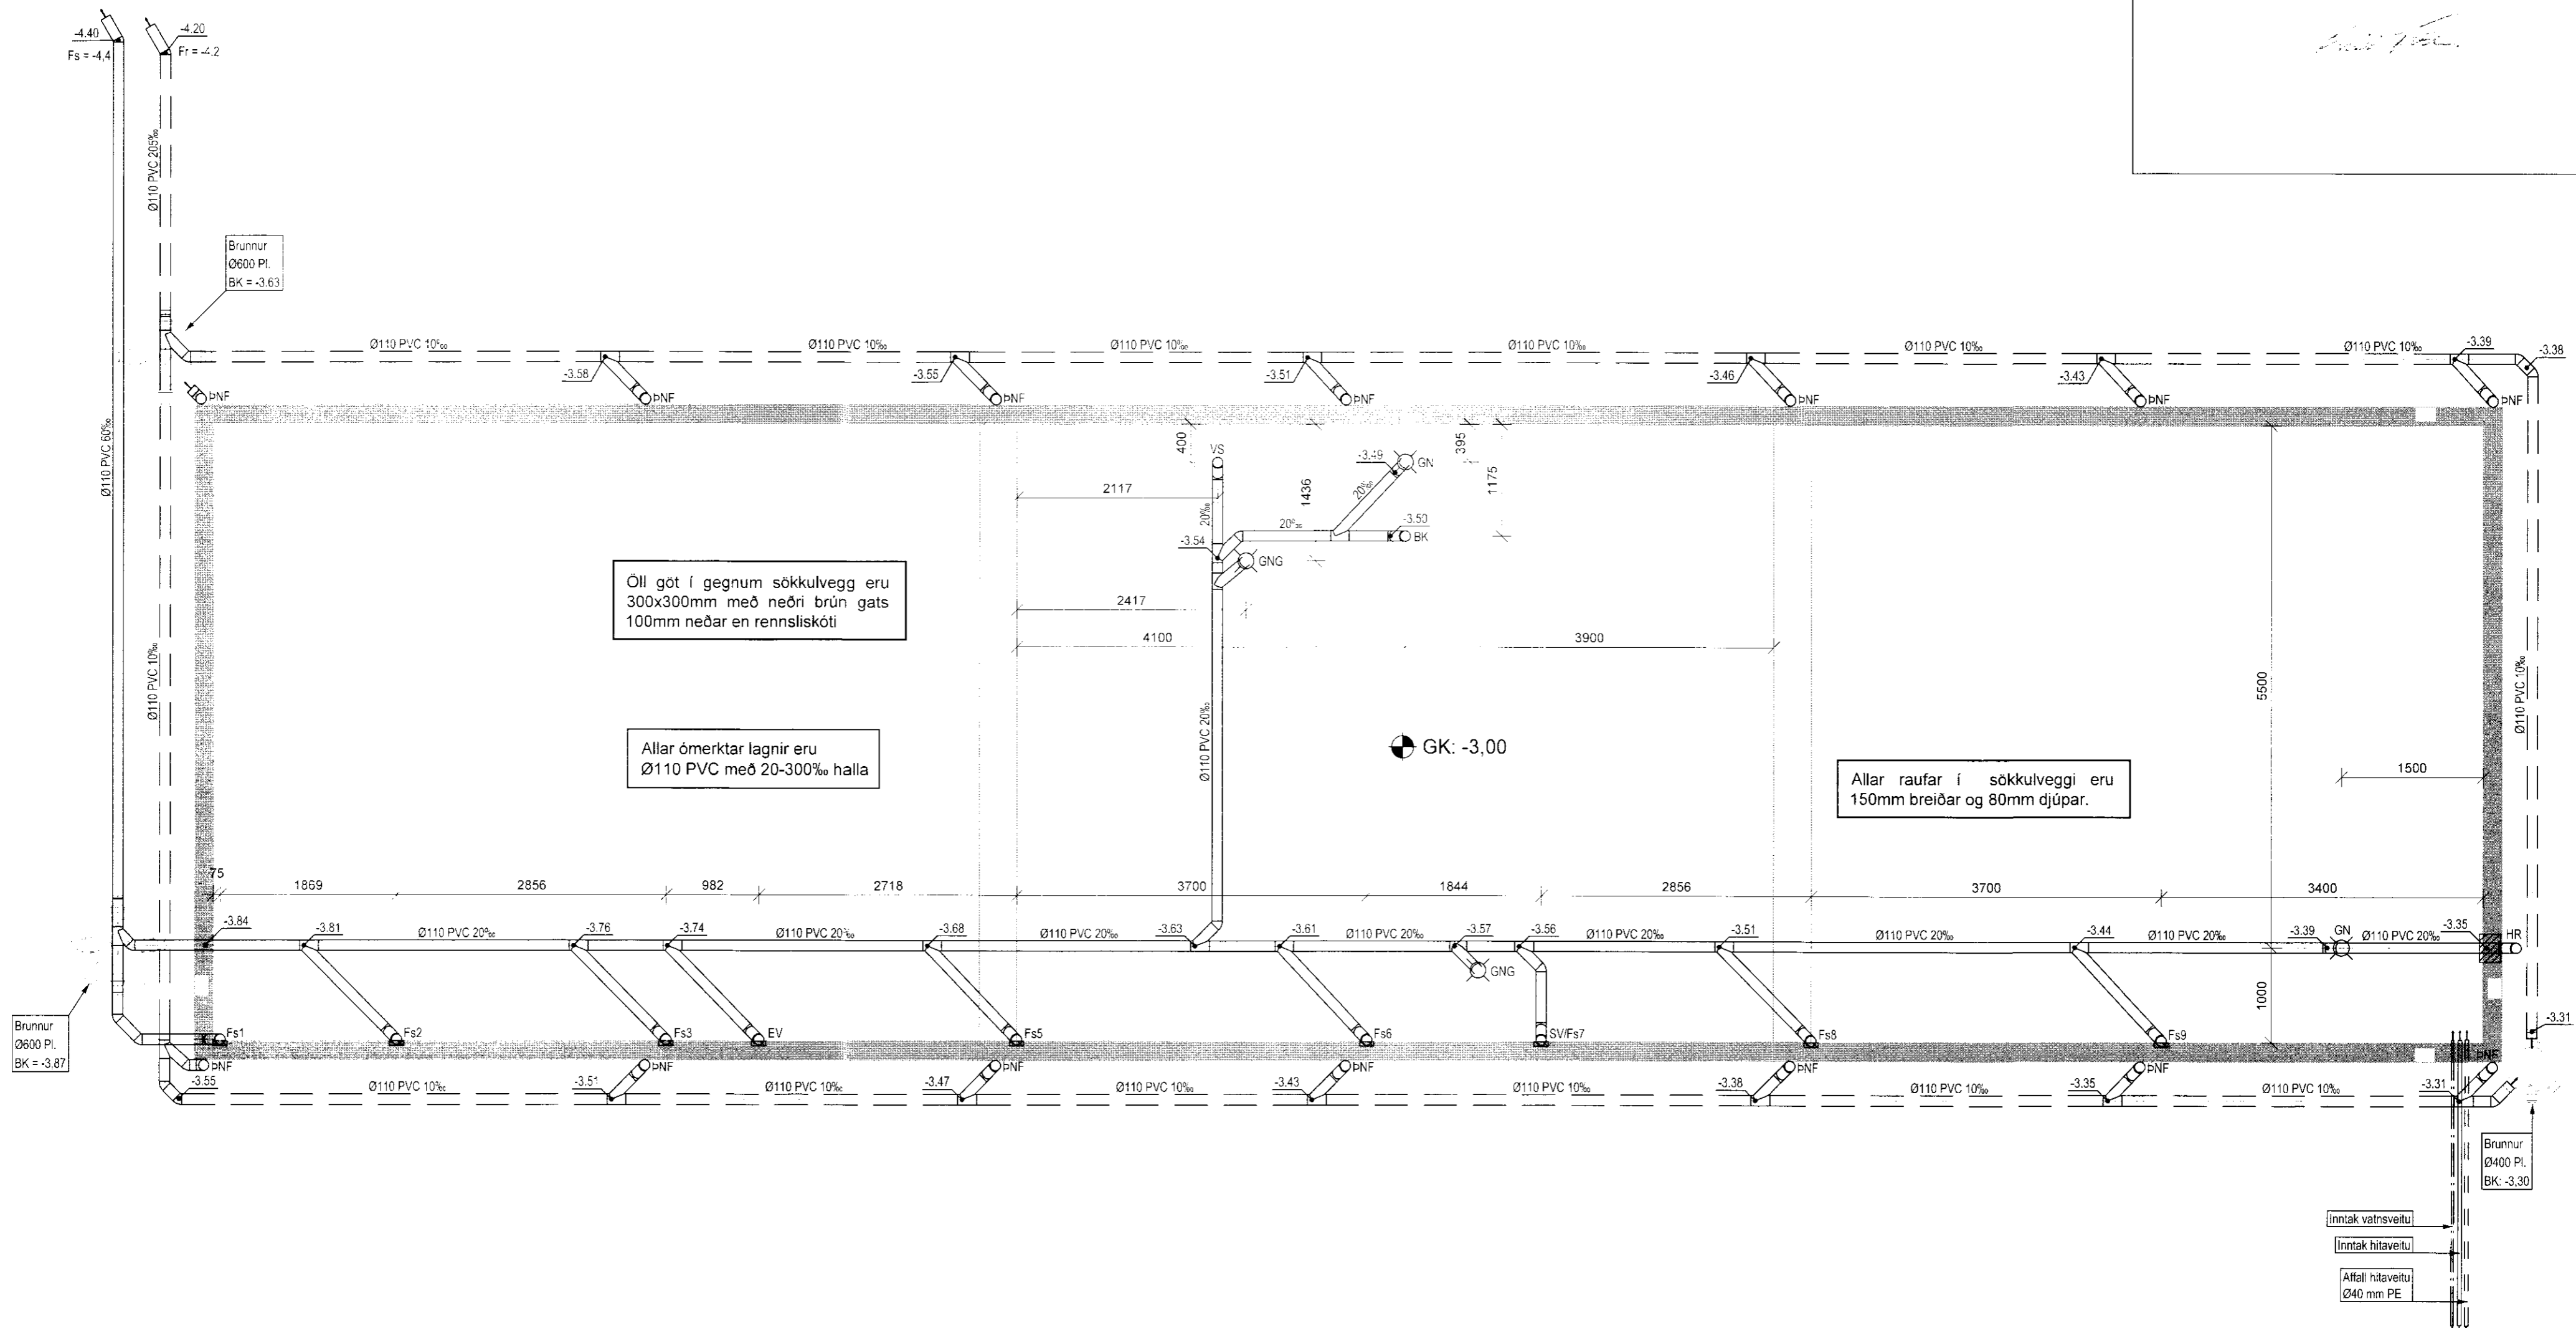 -4.40
Fs = -4,4
-4.20
Fr = -4.2
Ø110 PVC 205‰
Brunnur
Ø600 Pl.
BK = -3.63
Ø110 PVC 10‰
Ø110 PVC 10‰
Ø110 PVC 10‰
Ø110 PVC 10‰
Ø110 PVC 10‰
Ø110 PVC 10‰
-3.39
-3.38
-3.58
-3.55
-3.51
-3.46
-3.43
ÞNF
ÞNF
ÞNF
ÞNF
ÞNF
ÞNF
ÞNF
Ø110 PVC 60‰
400
VS
2117
20‰
1436
-3.49
GN
395
1175
20‰
20‰
-3.50
BK
-3.54
GNG
2417
4100
3900
Öll göt í gegnum sökkulvegg eru
300x300mm með neðri brún gats
100mm neðar en rennsliskóti
Ø110 PVC 10‰
Allar ómerktar lagnir eru
Ø110 PVC með 20-300‰ halla
Ø110 PVC 20‰
GK: -3,00
5500
Ø110 PVC 10‰
1500
Allar raufar í sökkulveggi eru
150mm breiðar og 80mm djúpar.
75
1869
2856
982
2718
3700
1844
2856
3700
3400
-3.84
-3.81
Ø110 PVC 20‰
-3.76
-3.74
Ø110 PVC 20‰
-3.68
Ø110 PVC 20‰
-3.63
-3.61
Ø110 PVC 20‰
-3.57
-3.56
Ø110 PVC 20‰
-3.51
Ø110 PVC 20‰
-3.44
Ø110 PVC 20‰
-3.39
GN
Ø110 PVC 20‰
-3.35
HR
GNG
1000
Brunnur
Ø600 Pl.
BK = -3.87
Fs1
Fs2
Fs3
EV
Fs5
Fs6
SV/Fs7
Fs8
Fs9
-3.31
ÞNF
ÞNF
ÞNF
ÞNF
ÞNF
ÞNF
ÞNF
-3.55
Ø110 PVC 10‰
-3.51
Ø110 PVC 10‰
-3.47
Ø110 PVC 10‰
-3.43
Ø110 PVC 10‰
-3.38
Ø110 PVC 10‰
-3.35
Ø110 PVC 10‰
-3.31
Brunnur
Ø400 Pl.
BK: -3,30
Inntak vatnsveitu
Inntak hitaveitu
Affall hitaveitu
Ø40 mm PE